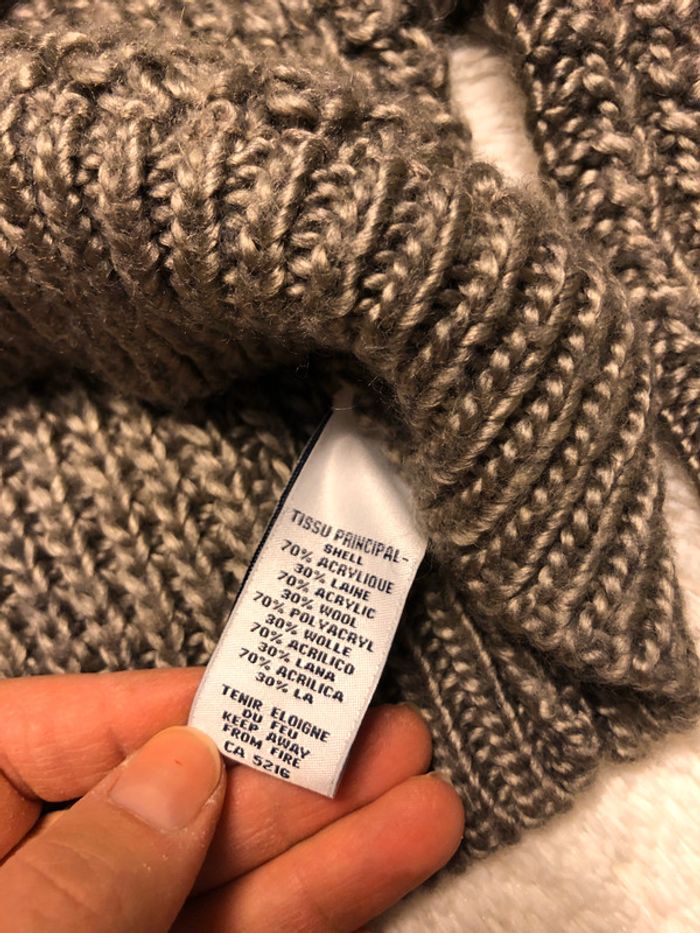 TISSU PRINCIPAL-
SHELL
70% ACRYLIQUE
30% LAINE
70% ACRYLIC
30% WOOL
70% POLYACRYL
30% WOLLE
70% ACRILICO
30% LANA
70% ACRILICA
30% LA
TENIR ELOIGNE
DU FEU
KEEP AWAY
FROM FIRE
CA 5216